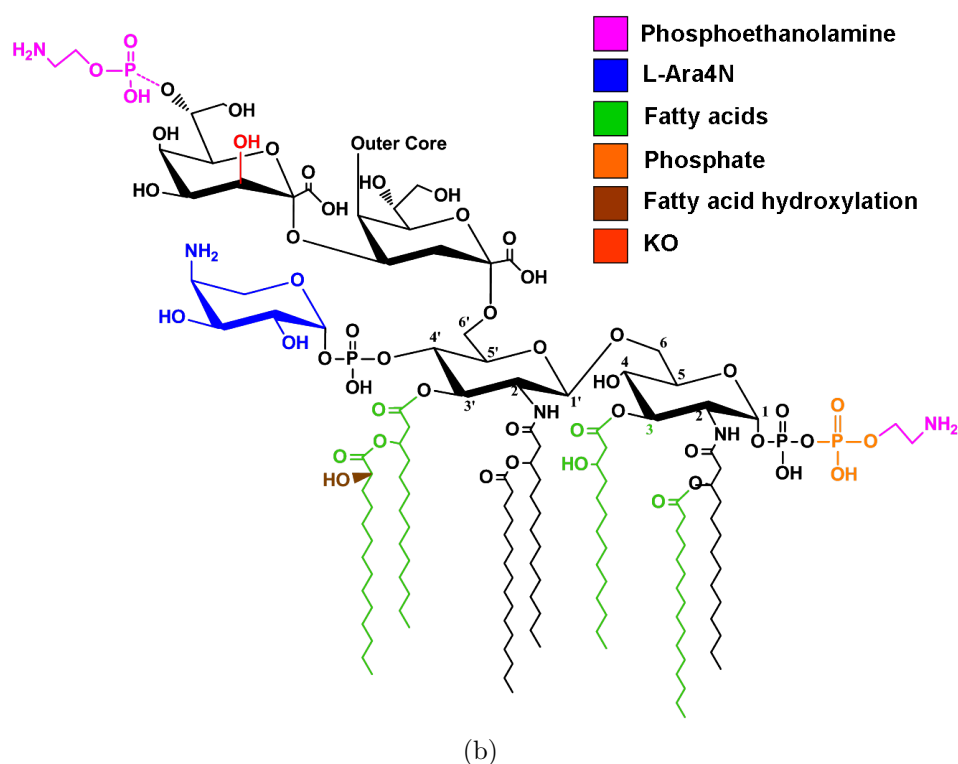 Phosphoethanolamine
L-Ara4N
Fatty acids
Phosphate
Fatty acid hydroxylation
KO
H2N
O
O
P
OH
O
OH
OH
OH
O
HO
O
OH
O
Outer Core
HO
OH
O
O
OH
O
NH2
O
HO
OH
O
O
P
OH
O
6'
4'
5'
O
3'
2'
1'
O
O
NH
O
O
O
O
HO
O
O
O
6
4
HO
5
O
3
2
1
O
O
HO
NH
O
O
O
O
O
P
OH
O
O
P
OH
O
NH2
(b)